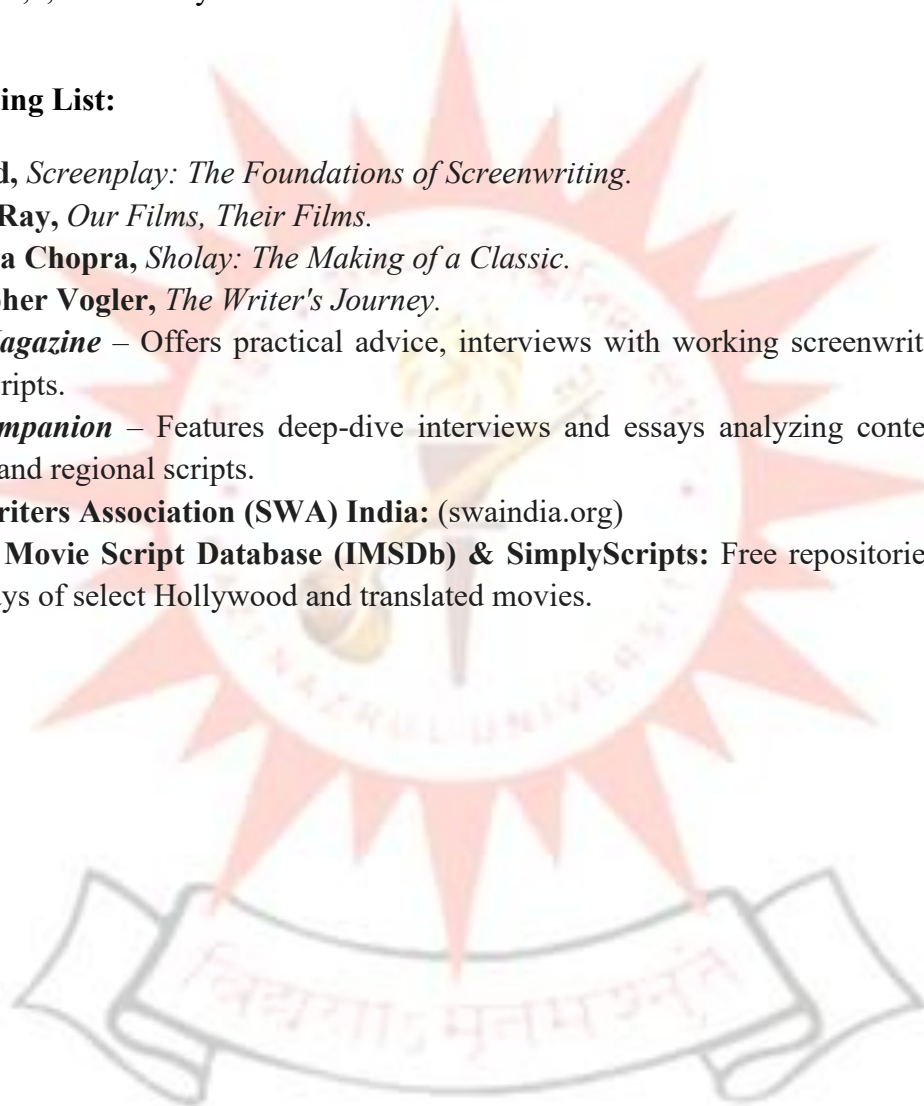 ing List:
d, Screenplay: The Foundations of Screenwriting.
Ray, Our Films, Their Films.
a Chopra, Sholay: The Making of a Classic.
her Vogler, The Writer's Journey.
agazine – Offers practical advice, interviews with working screenwrit
ripts.
mpanion – Features deep-dive interviews and essays analyzing conte
and regional scripts.
riters Association (SWA) India: (swaindia.org)
Movie Script Database (IMSDb) & SimplyScripts: Free repositorie
ys of select Hollywood and translated movies.
NAZRUL UNIVERSITY
विद्यया